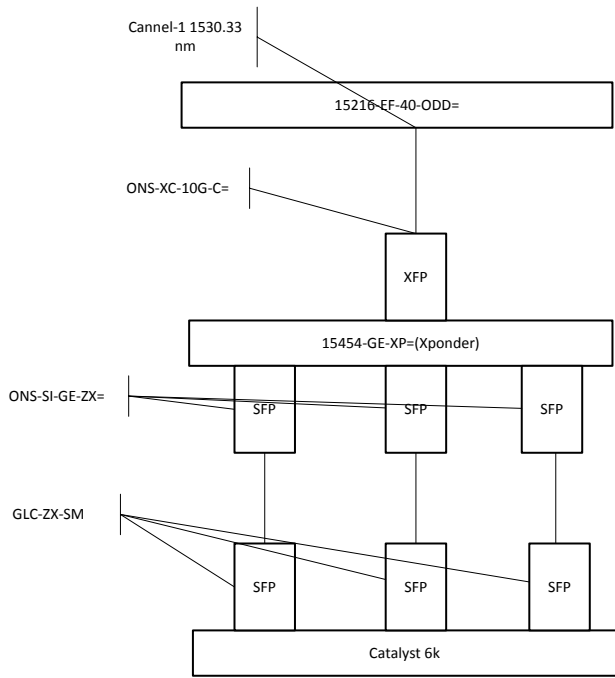 Cannel-1 1530.33
nm
15216-EF-40-ODD=
ONS-XC-10G-C=
XFP
15454-GE-XP=(Xponder)
ONS-SI-GE-ZX=
SFP
SFP
SFP
GLC-ZX-SM
SFP
SFP
SFP
Catalyst 6k